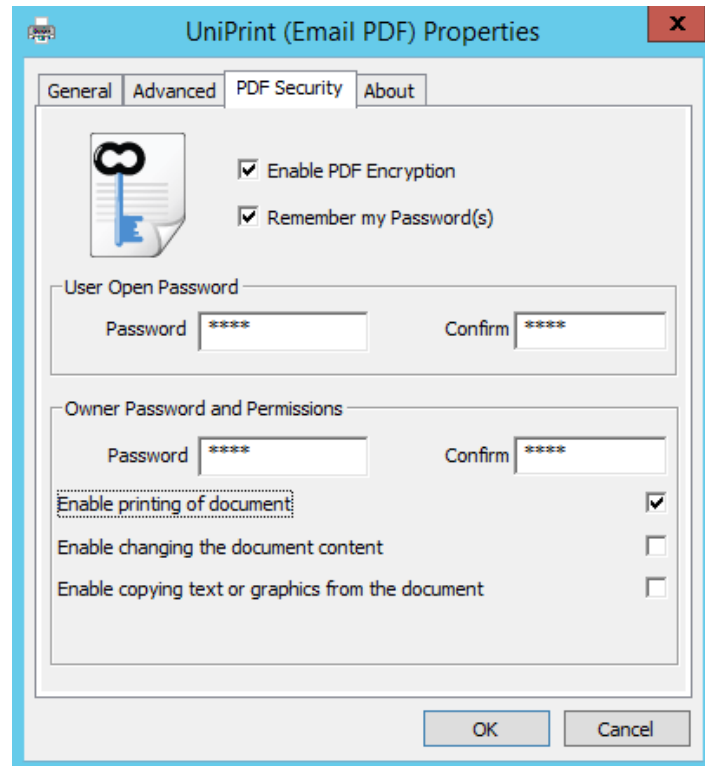 UniPrint (Email PDF) Properties x
General Advanced PDF Security About
Enable PDF Encryption
Remember my Password(s)
User Open Password
Password **** Confirm ****
Owner Password and Permissions
Password **** Confirm ****
Enable printing of document
Enable changing the document content
Enable copying text or graphics from the document
OK Cancel